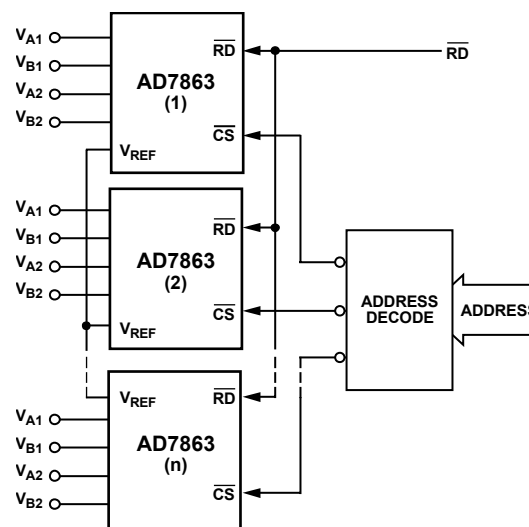 VA1
VB1
VA2
VB2
AD7863
(1)
RD
CS
VREF
RD
VA1
VB1
VA2
VB2
AD7863
(2)
RD
CS
VREF
ADDRESS
DECODE
ADDRESS
VREF
RD
VA1
VB1
VA2
VB2
AD7863
(n)
CS